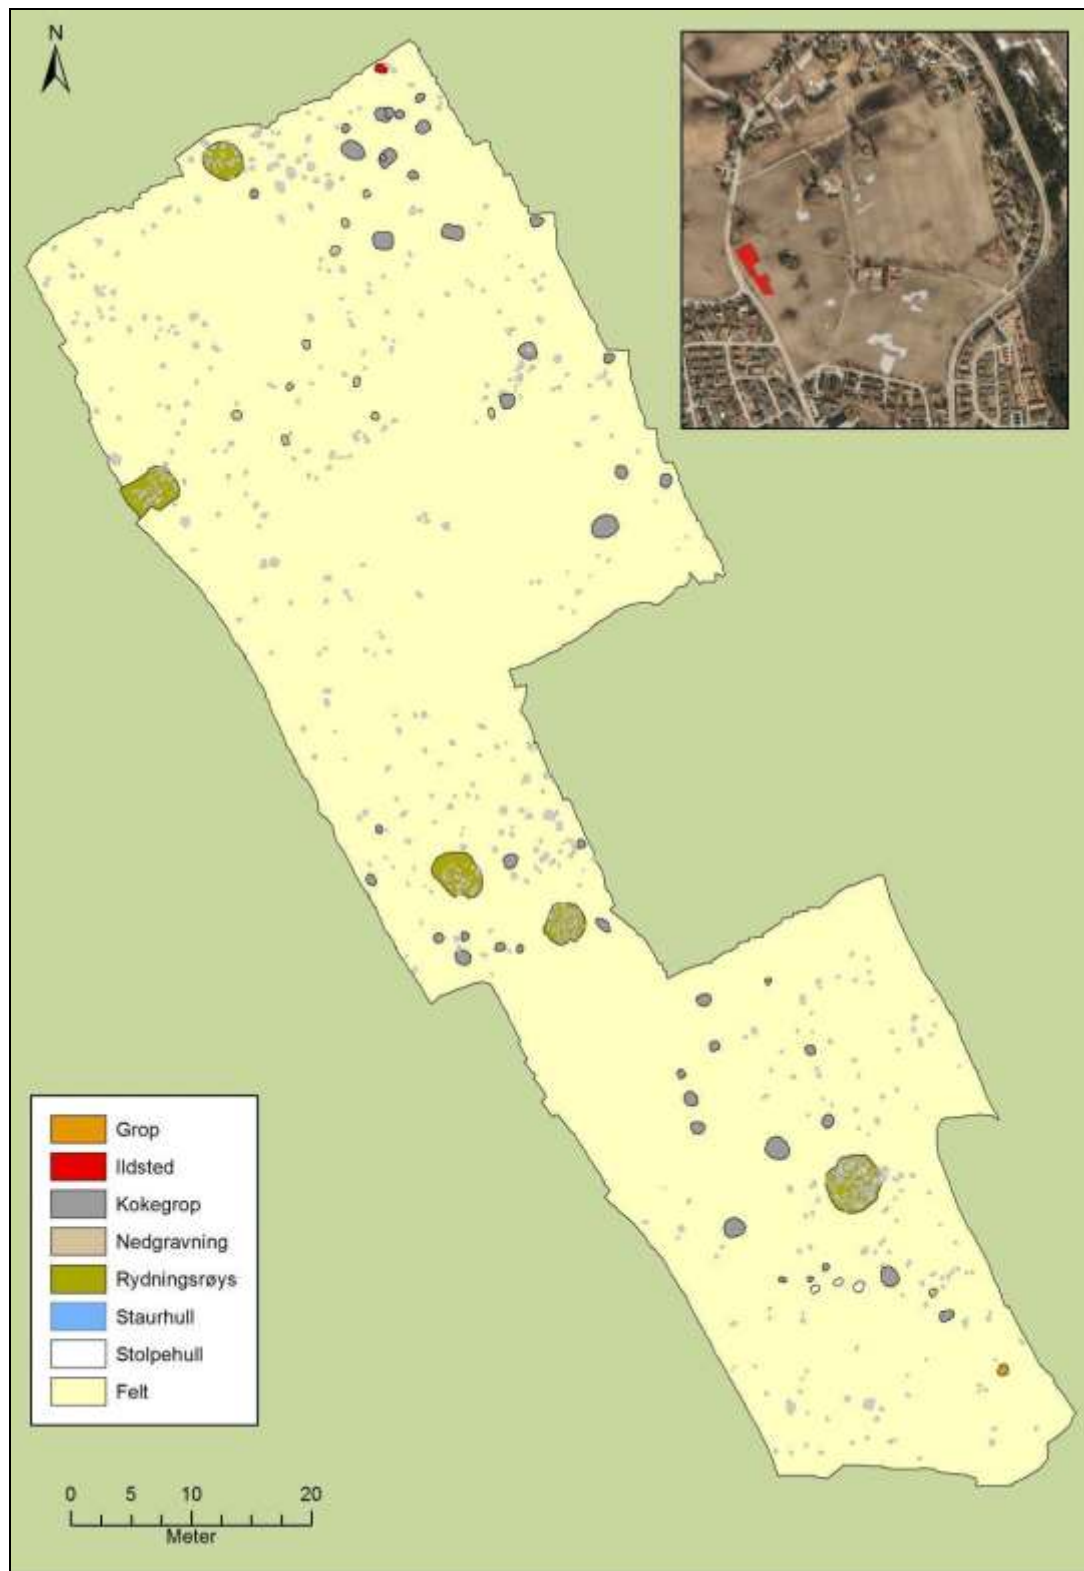 N
Grop
Ildsted
Kokegrop
Nedgravning
Rydningsrøys
Staurhull
Stolpehull
Felt
0 5 10 20
Meter